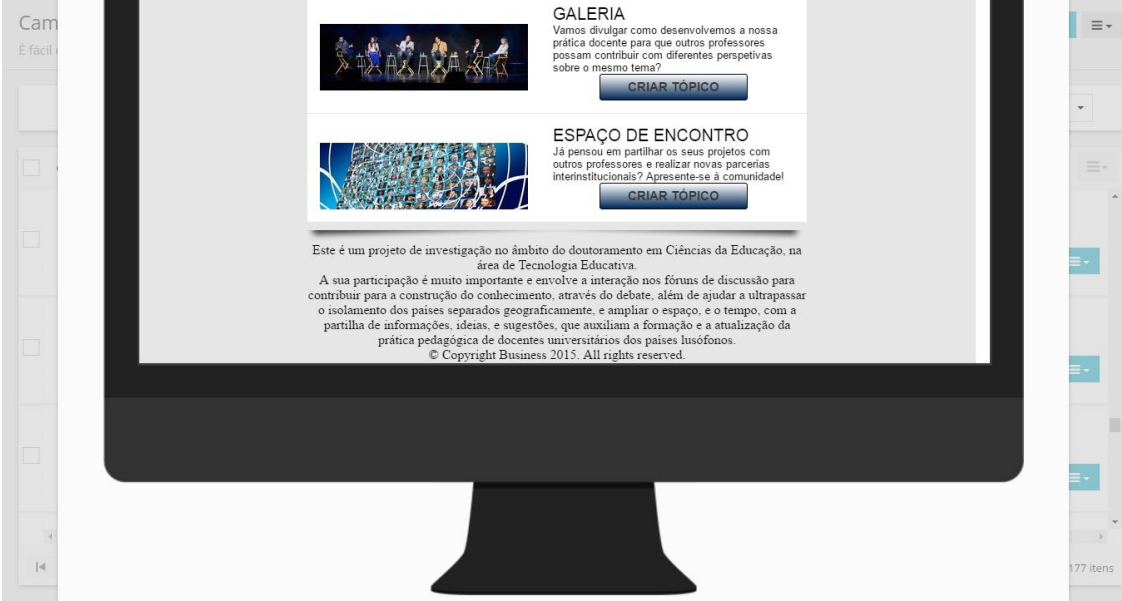 Cam
É fácil
GALERIA
Vamos divulgar como desenvolvemos a nossa
prática docente para que outros professores
possam contribuir com diferentes perspetivas
sobre o mesmo tema?
CRIAR TÓPICO
ESPAÇO DE ENCONTRO
Já pensou em partilhar os seus projetos com
outros professores e realizar novas parcerias
interinstitucionais? Apresente-se à comunidade!
CRIAR TÓPICO
Este é um projeto de investigação no âmbito do doutoramento em Ciências da Educação, na
área de Tecnologia Educativa.
A sua participação é muito importante e envolve a interação nos fóruns de discussão para
contribuir para a construção do conhecimento, através do debate, além de ajudar a ultrapassar
o isolamento dos países separados geograficamente, e ampliar o espaço, e o tempo, com a
partilha de informações, ideias, e sugestões, que auxiliam a formação e a atualização da
prática pedagógica de docentes universitários dos países lusófonos.
© Copyright Business 2015. All rights reserved.
177 itens